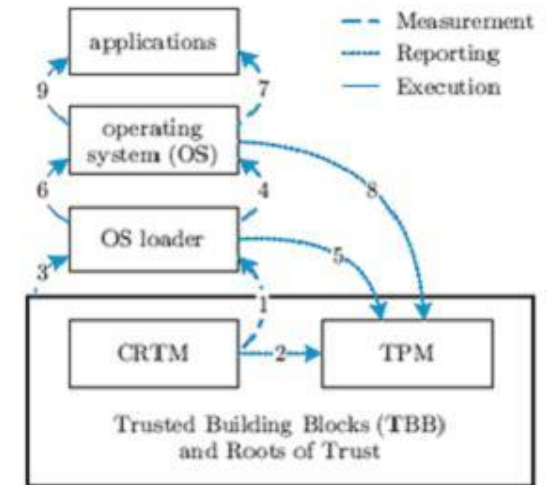 applications
Measurement
Reporting
Execution
9
7
operating
system (OS)
6
4
8
OS loader
5
3
1
CRTM
2
TPM
Trusted Building Blocks (TBB)
and Roots of Trust